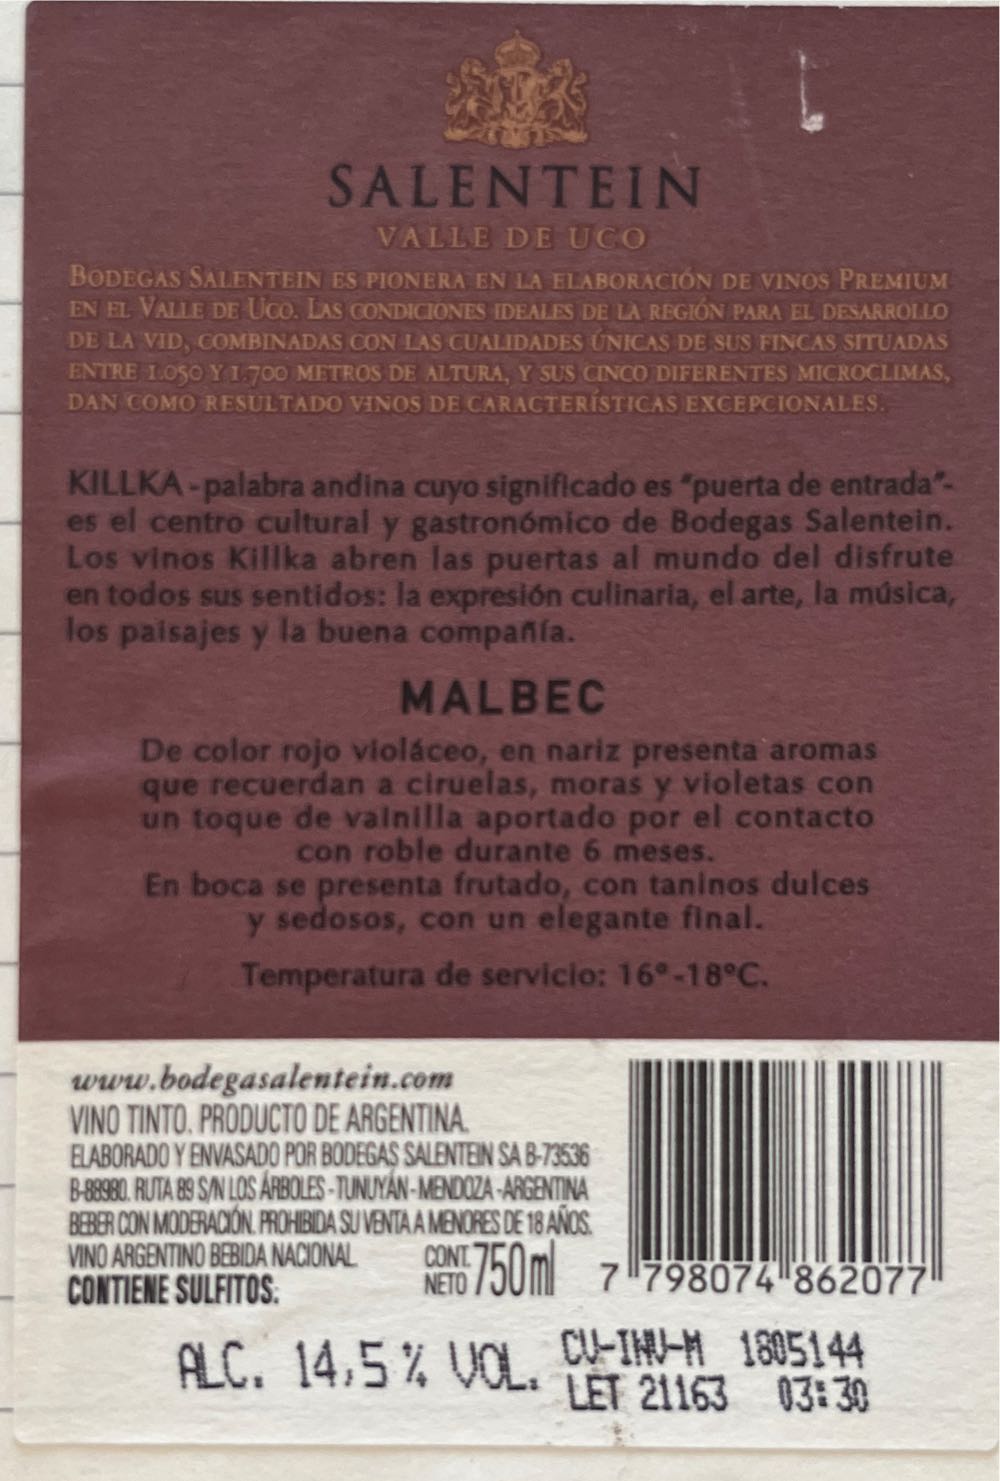 SALENTEIN
VALLE DE UCO
BODEGAS SALENTEIN ES PIONERA EN LA ELABORACIÓN DE VINOS PREMIUM
EN EL VALLE DE UCO. LAS CONDICIONES IDEALES DE LA REGIÓN PARA EL DESARROLLO
DE LA VID, COMBINADAS CON LAS CUALIDADES ÚNICAS DE SUS FINCAS SITUADAS
ENTRE 1.050 Y 1.700 METROS DE ALTURA, Y SUS CINCO DIFERENTES MICROCLIMAS,
DAN COMO RESULTADO VINOS DE CARACTERÍSTICAS EXCEPCIONALES.
KILLKA - palabra andina cuyo significado es "puerta de entrada"-
es el centro cultural y gastronómico de Bodegas Salentein.
Los vinos Killka abren las puertas al mundo del disfrute
en todos sus sentidos: la expresión culinaria, el arte, la música,
los paisajes y la buena compañía.
MALBEC
De color rojo violáceo, en nariz presenta aromas
que recuerdan a ciruelas, moras y violetas con
un toque de vainilla aportado por el contacto
con roble durante 6 meses.
En boca se presenta frutado, con taninos dulces
y sedosos, con un elegante final.
Temperatura de servicio: 16º-18ºC.
www.bodegasalentein.com
VINO TINTO. PRODUCTO DE ARGENTINA.
ELABORADO Y ENVASADO POR BODEGAS SALENTEIN SA B-73536
B-88980. RUTA 89 S/N LOS ÁRBOLES - TUNUYÁN - MENDOZA - ARGENTINA
BEBER CON MODERACIÓN. PROHIBIDA SU VENTA A MENORES DE 18 AÑOS.
VINO ARGENTINO BEBIDA NACIONAL
CONTIENE SULFITOS.
CONT. NETO 750 ml
7 798074 862077
ALC. 14,5 % VOL.
CU-INV-M 1805144
LET 21163 03:30